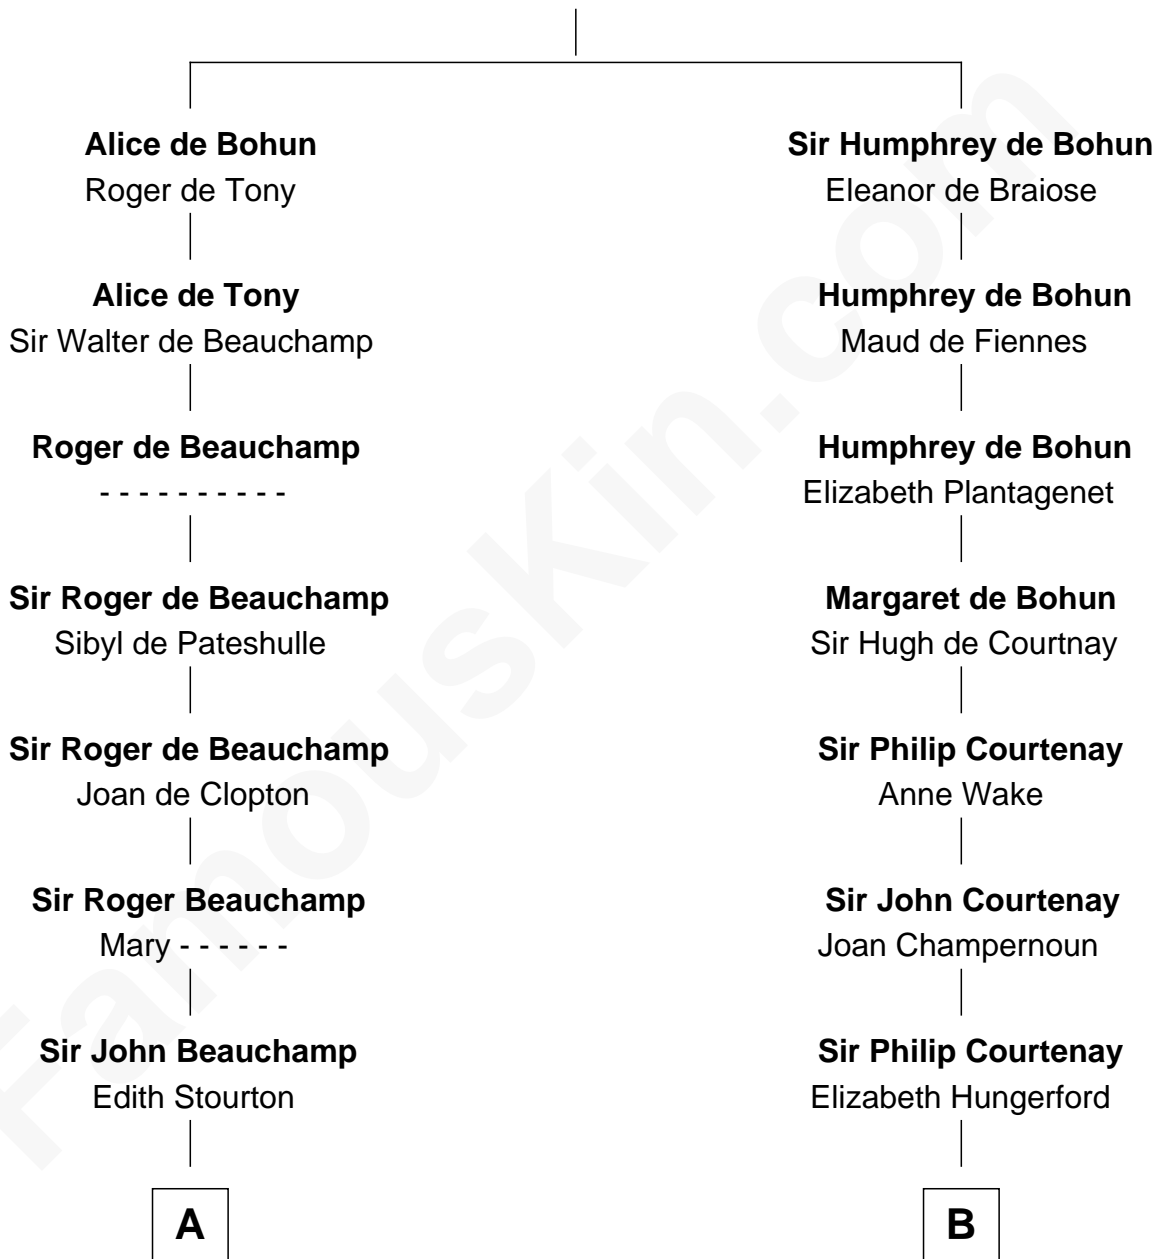 Alice de Bohun
Roger de Tony
Alice de Tony
Sir Walter de Beauchamp
Roger de Beauchamp
- - - - - - - - - -
Sir Roger de Beauchamp
Sibyl de Pateshulle
Sir Roger de Beauchamp
Joan de Clopton
Sir Roger Beauchamp
Mary - - - - - -
Sir John Beauchamp
Edith Stourton
A
Sir Humphrey de Bohun
Eleanor de Braiose
Humphrey de Bohun
Maud de Fiennes
Humphrey de Bohun
Elizabeth Plantagenet
Margaret de Bohun
Sir Hugh de Courtnay
Sir Philip Courtenay
Anne Wake
Sir John Courtenay
Joan Champernoun
Sir Philip Courtenay
Elizabeth Hungerford
B
FamousKin.com